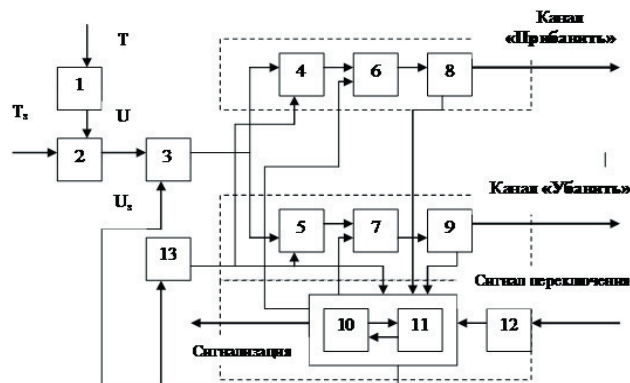 Канал
«Прибавить»
T
4
6
8
1
Tз
U
2
3
Канал «Убавить»
Uз
5
7
9
13
Сигнал переключения
10
11
12
Сигнализация